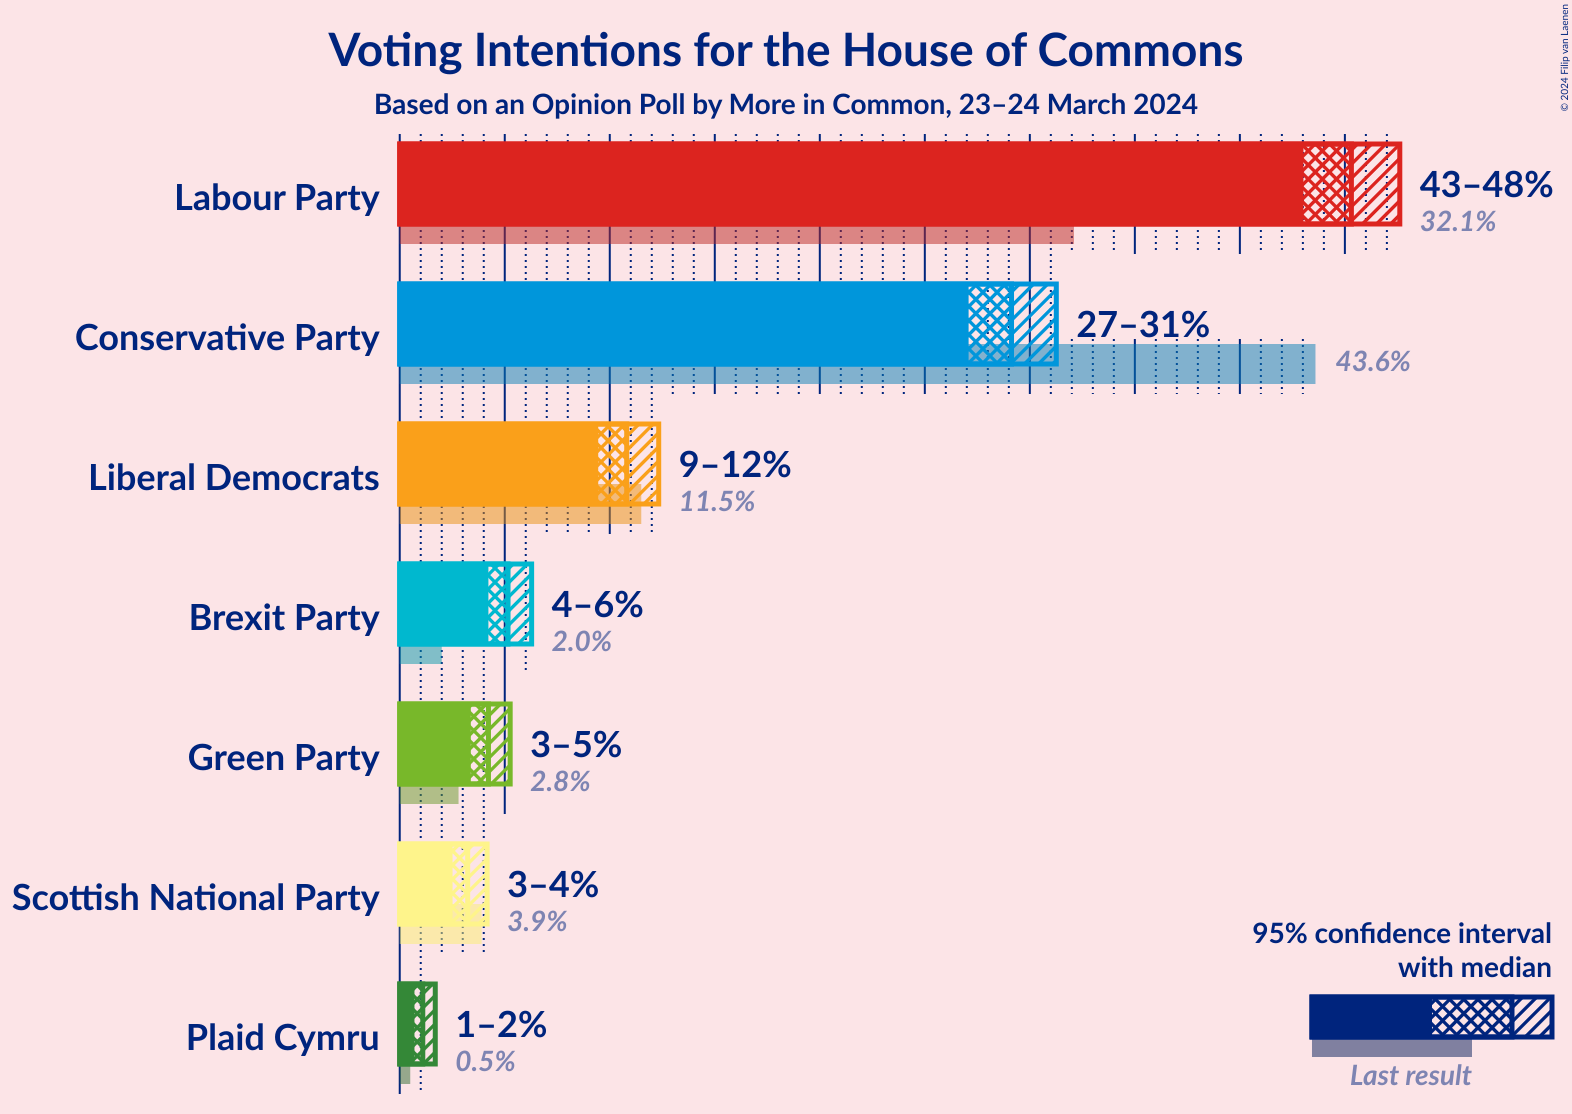 Voting Intentions for the House of Commons
Based on an Opinion Poll by More in Common, 23–24 March 2024
© 2024 Filip van Laenen
Labour Party
43–48%
32.1%
Conservative Party
27–31%
43.6%
Liberal Democrats
9–12%
11.5%
Brexit Party
4–6%
2.0%
Green Party
3–5%
2.8%
Scottish National Party
3–4%
3.9%
Plaid Cymru
1–2%
0.5%
95% confidence interval
with median
Last result